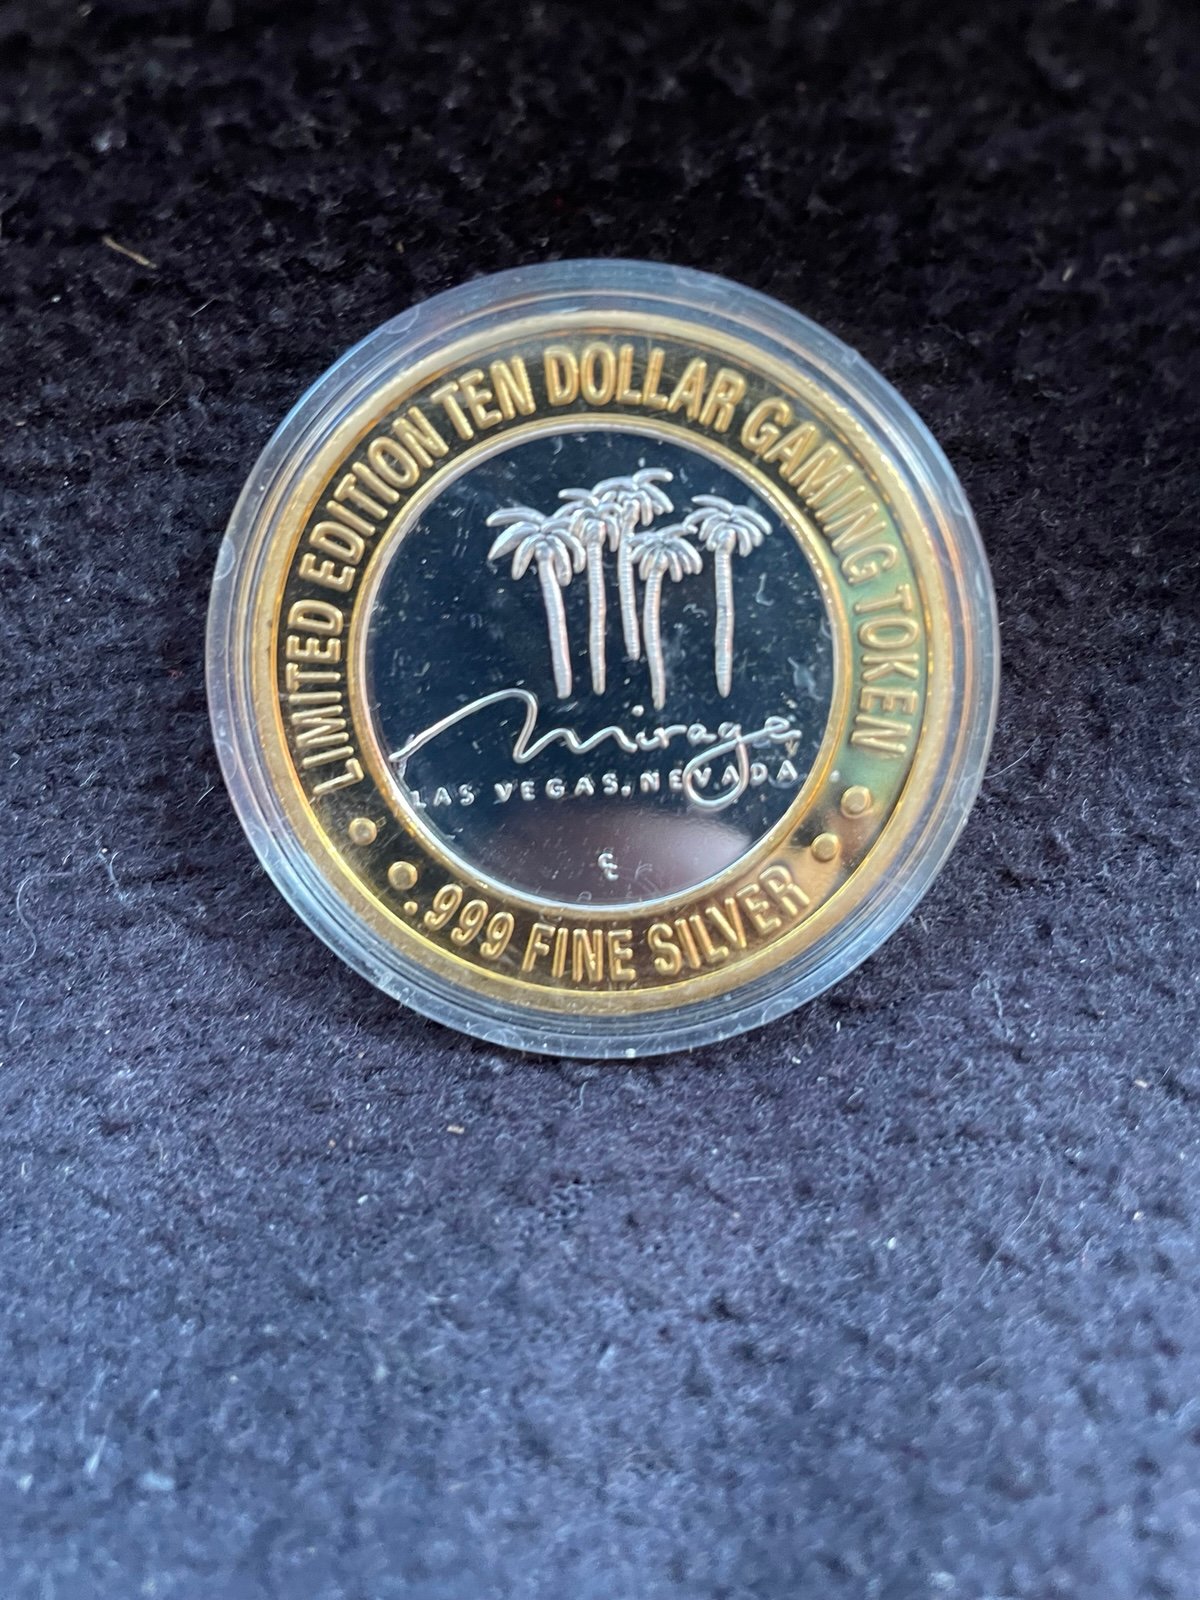 LIMITED EDITION TEN DOLLAR GAMING TOKEN
Mirage
LAS VEGAS, NEVADA
.999 FINE SILVER